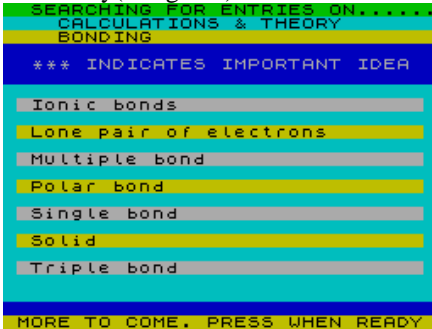 SEARCHING FOR ENTRIES ON......
CALCULATIONS & THEORY
BONDING
*** INDICATES IMPORTANT IDEA
Ionic bonds
Lone pair of electrons
Multiple bond
Polar bond
Single bond
Solid
Triple bond
MORE TO COME. PRESS WHEN READY